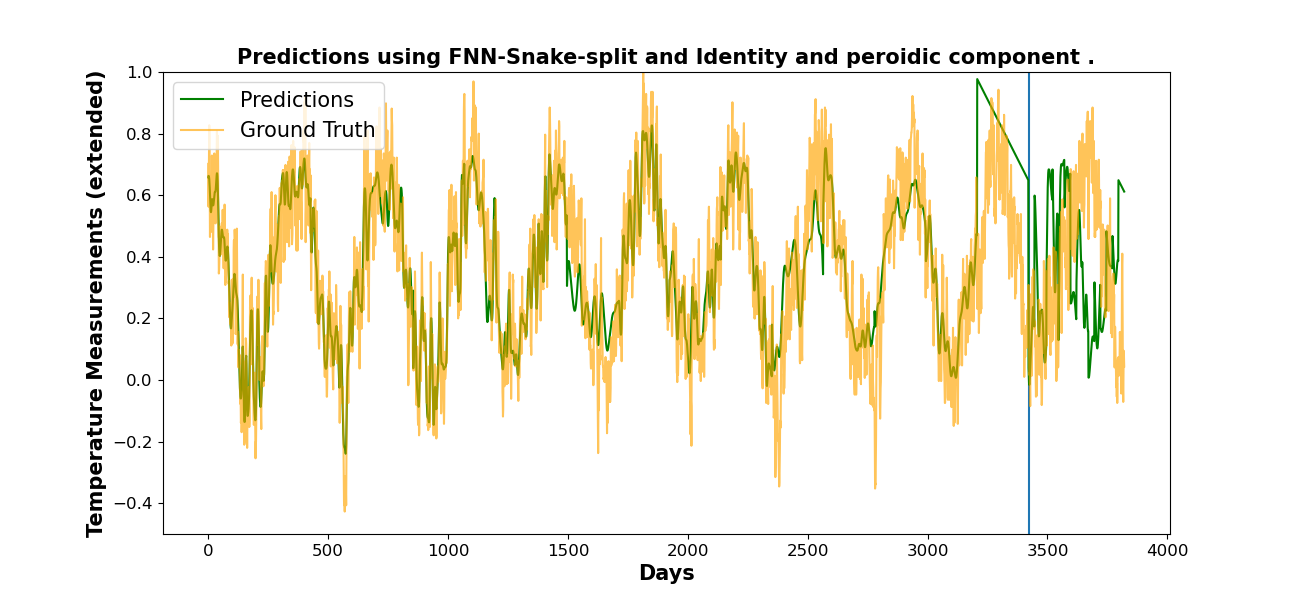 Predictions using FNN-Snake-split and Identity and peroidic component .
Temperature Measurements (extended)
1.0
0.8
0.6
0.4
0.2
0.0
−0.2
−0.4
Predictions
Ground Truth
0 500 1000 1500 2000 2500 3000 3500 4000
Days